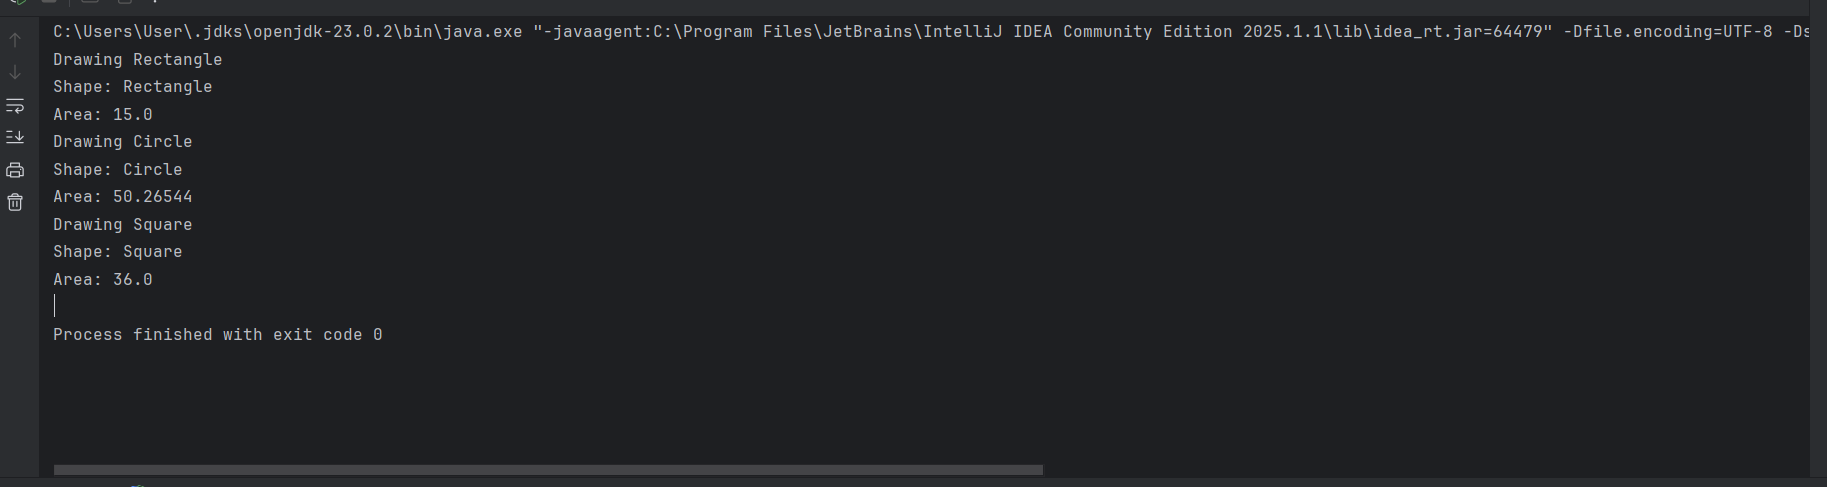 C:\Users\User\.jdks\openjdk-23.0.2\bin\java.exe "-javaagent:C:\Program Files\JetBrains\IntelliJ IDEA Community Edition 2025.1.1\lib\idea_rt.jar=64479" -Dfile.encoding=UTF-8 -Ds
Drawing Rectangle
Shape: Rectangle
Area: 15.0
Drawing Circle
Shape: Circle
Area: 50.26544
Drawing Square
Shape: Square
Area: 36.0
Process finished with exit code 0